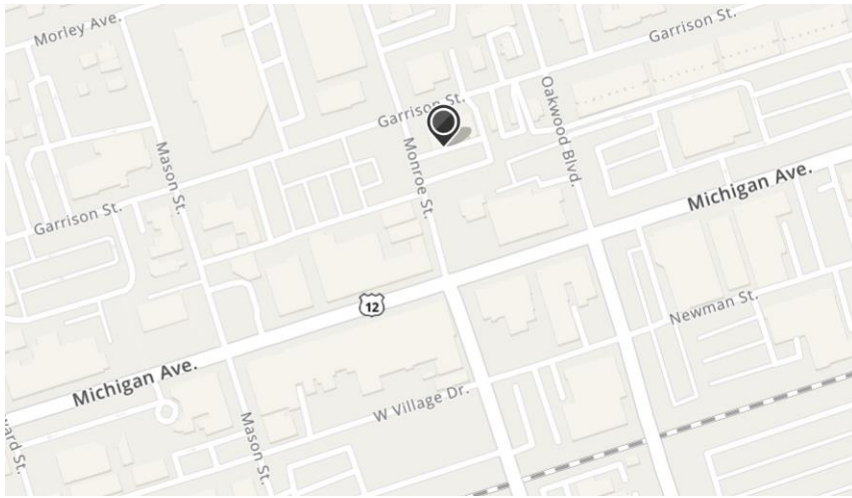 Morley Ave.
Garrison St.
Garrison St.
Oakwood Blvd.
Mason St.
Monroe St.
Michigan Ave.
Garrison St.
12
Newman St.
Michigan Ave.
W Village Dr.
Mason St.
St.